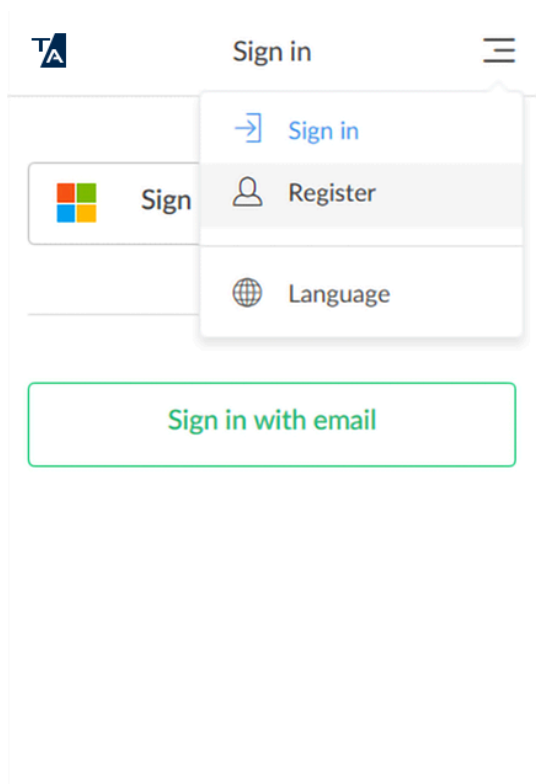 TA
Sign in
Sign in
Sign
Register
Language
Sign in with email